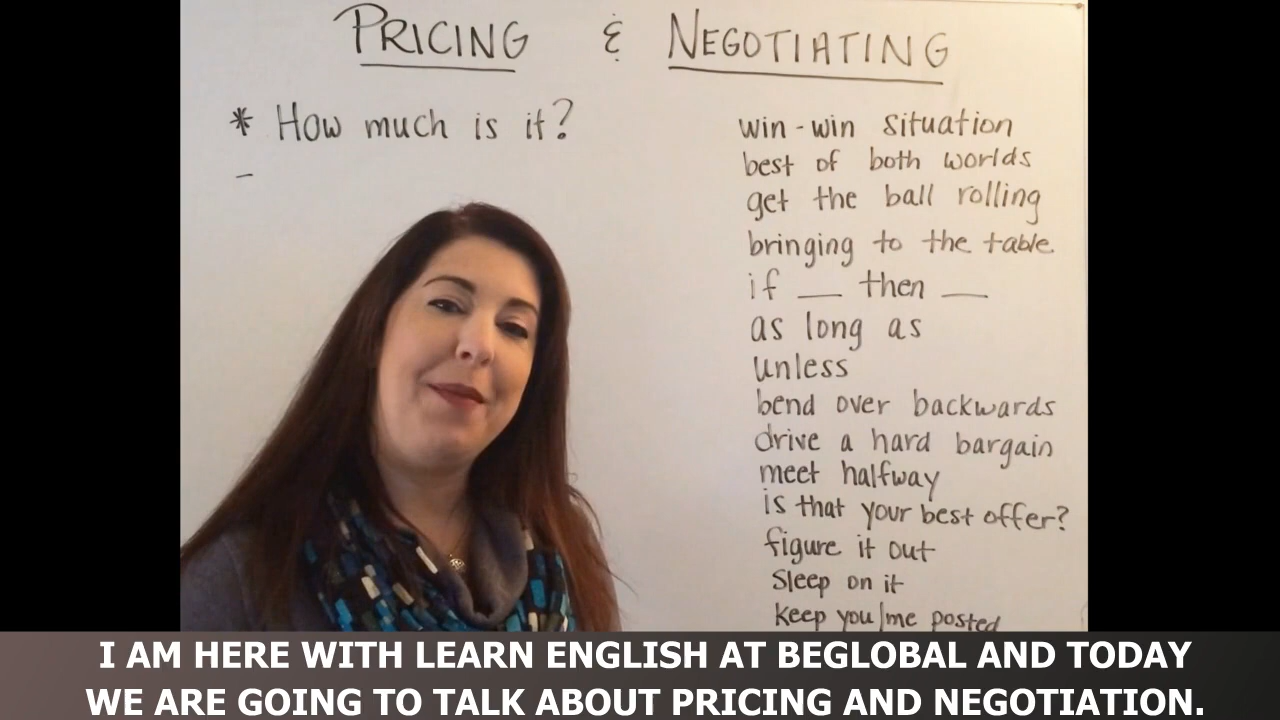 PRICING & NEGOTIATING
* How much is it?
-
win-win situation
best of both worlds
get the ball rolling
bringing to the table
if __ then __
as long as
unless
bend over backwards
drive a hard bargain
meet halfway
is that your best offer?
figure it out
sleep on it
keep you/me posted
I AM HERE WITH LEARN ENGLISH AT BEGLOBAL AND TODAY
WE ARE GOING TO TALK ABOUT PRICING AND NEGOTIATION.